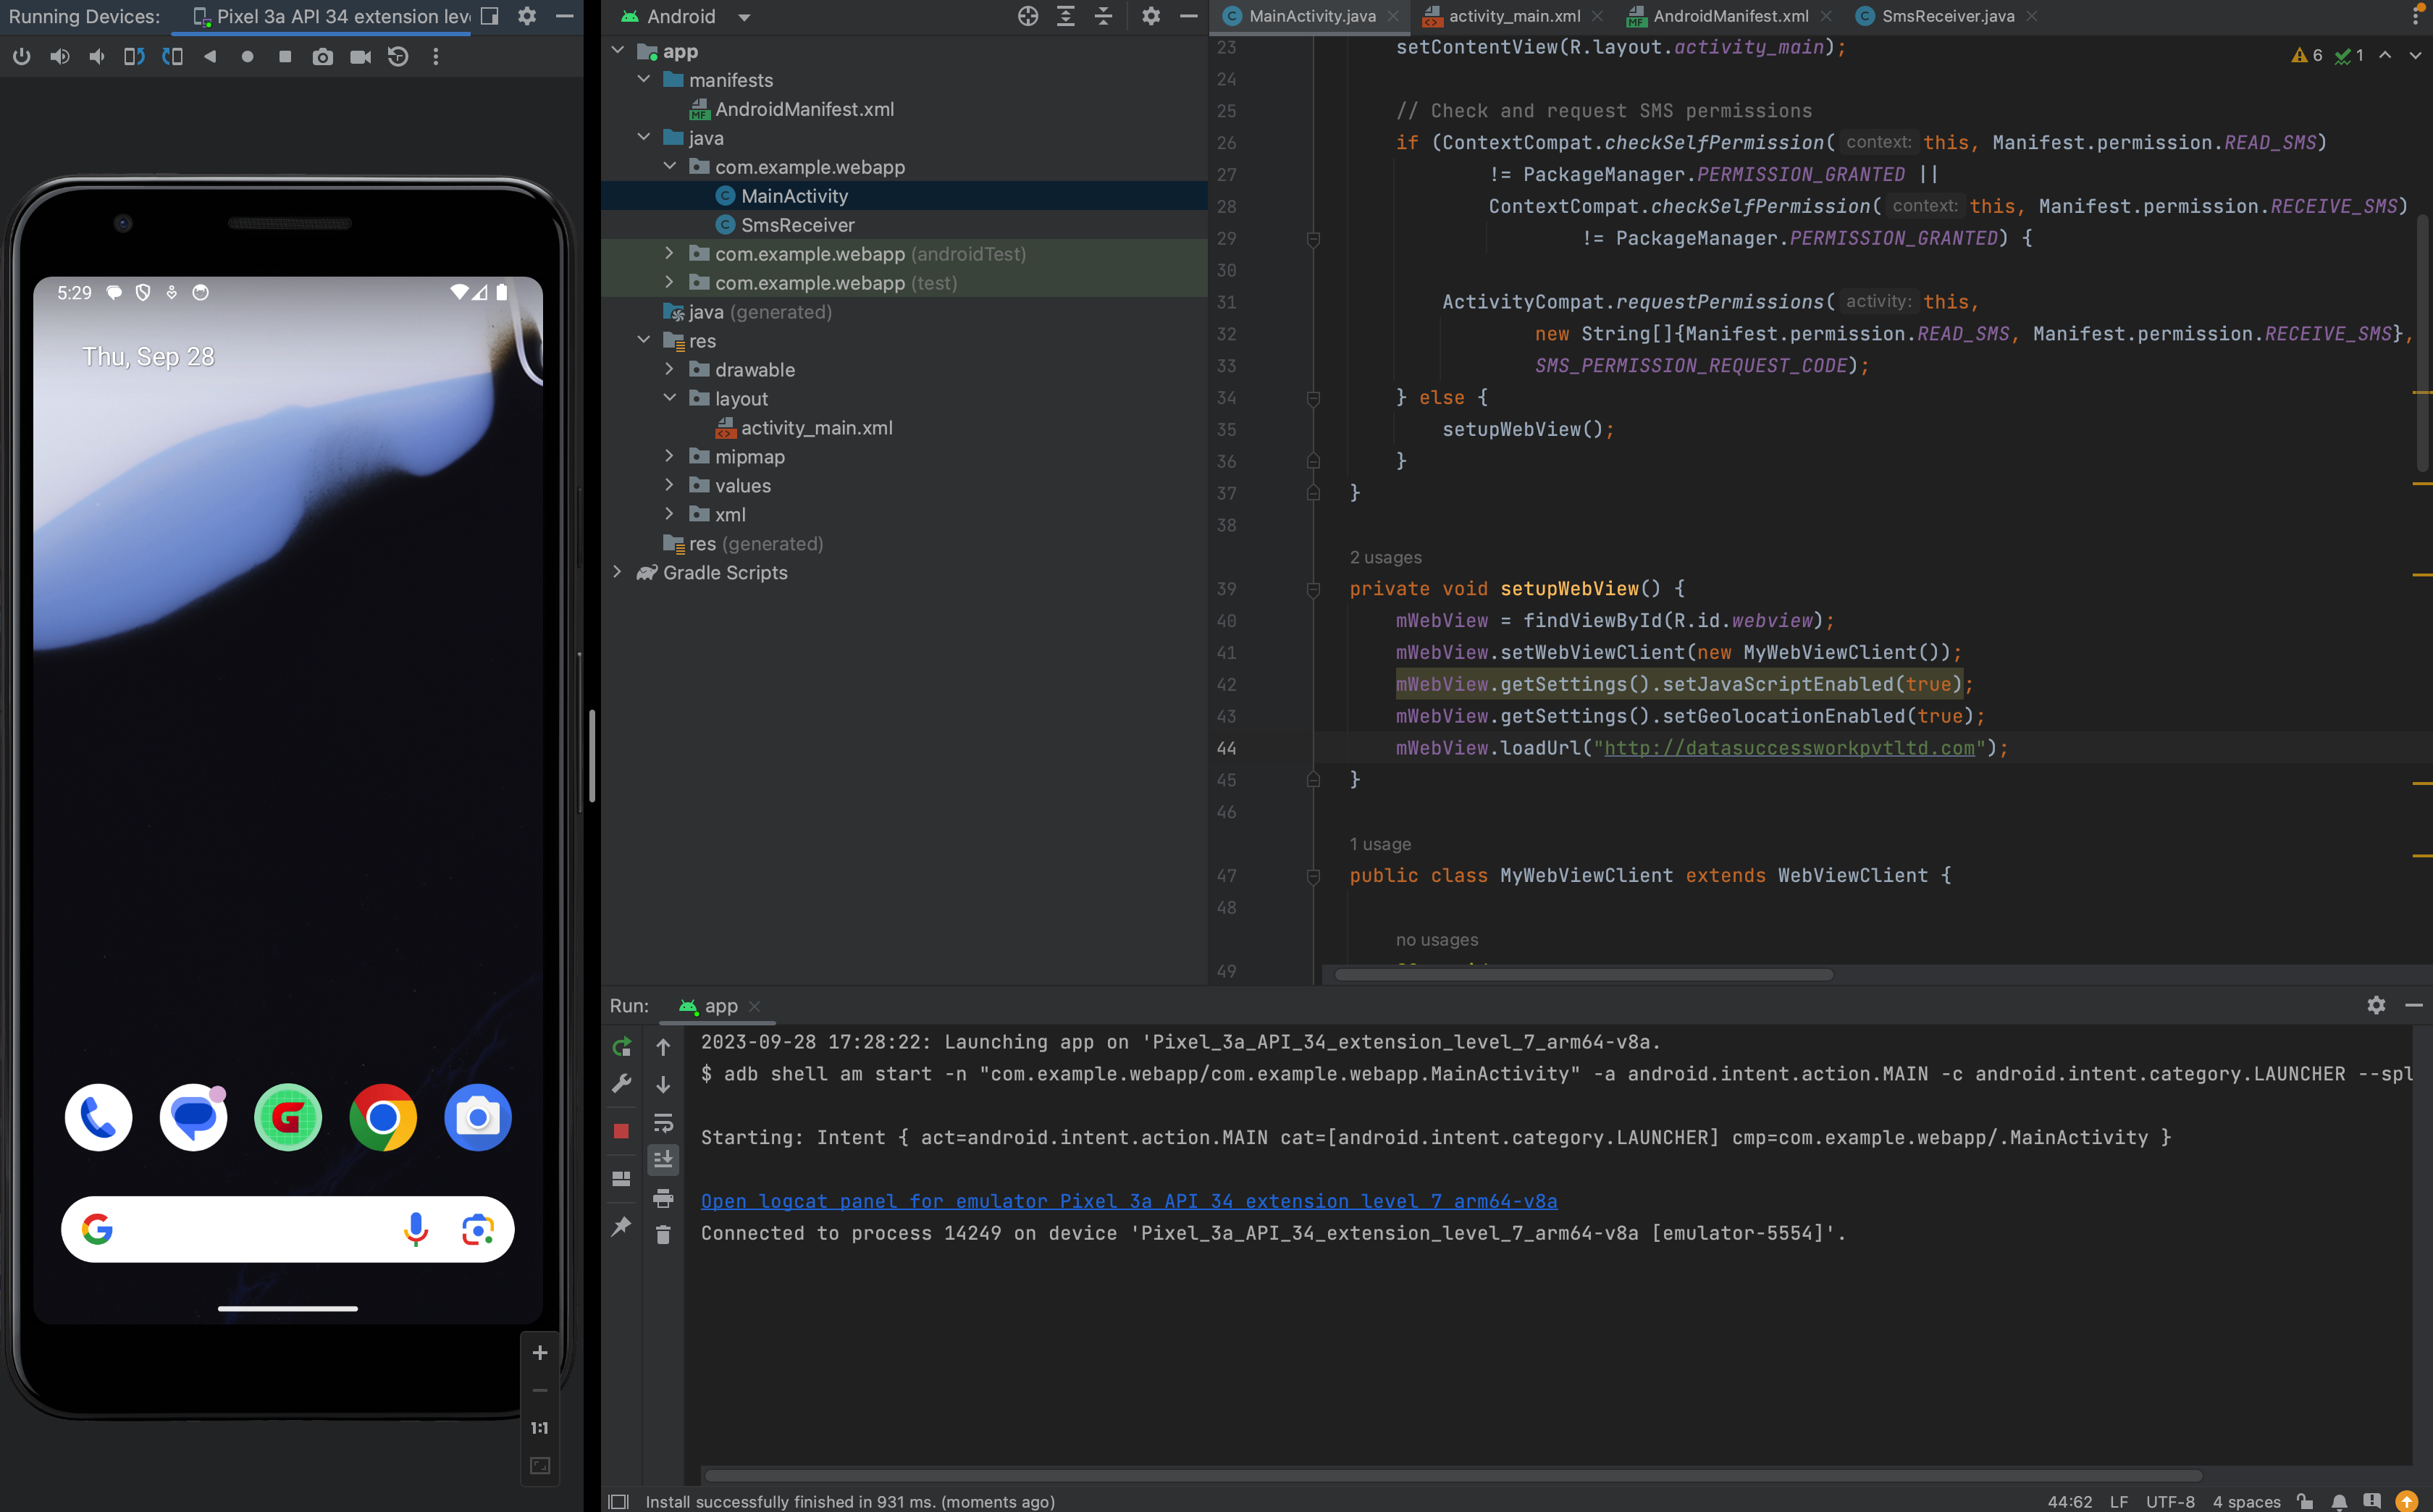 Running Devices:
Pixel 3a API 34 extension lev
5:29
Thu, Sep 28
1:1
Android
app
manifests
AndroidManifest.xml
java
com.example.webapp
MainActivity
SmsReceiver
com.example.webapp (androidTest)
com.example.webapp (test)
java (generated)
res
drawable
layout
activity_main.xml
mipmap
values
xml
res (generated)
Gradle Scripts
MainActivity.java
activity_main.xml
AndroidManifest.xml
SmsReceiver.java
6 1
23 setContentView(R.layout.activity_main);
24
25 // Check and request SMS permissions
26 if (ContextCompat.checkSelfPermission( context: this, Manifest.permission.READ_SMS)
27 != PackageManager.PERMISSION_GRANTED ||
28 ContextCompat.checkSelfPermission( context: this, Manifest.permission.RECEIVE_SMS)
29 != PackageManager.PERMISSION_GRANTED) {
30
31 ActivityCompat.requestPermissions( activity: this,
32 new String[]{Manifest.permission.READ_SMS, Manifest.permission.RECEIVE_SMS},
33 SMS_PERMISSION_REQUEST_CODE);
34 } else {
35 setupWebView();
36 }
37 }
38
2 usages
39 private void setupWebView() {
40 mWebView = findViewById(R.id.webview);
41 mWebView.setWebViewClient(new MyWebViewClient());
42 mWebView.getSettings().setJavaScriptEnabled(true);
43 mWebView.getSettings().setGeolocationEnabled(true);
44 mWebView.loadUrl("http://datasuccessworkpvtltd.com");
45 }
46
1 usage
47 public class MyWebViewClient extends WebViewClient {
48
no usages
49
Run: app
2023-09-28 17:28:22: Launching app on 'Pixel_3a_API_34_extension_level_7_arm64-v8a.
$ adb shell am start -n "com.example.webapp/com.example.webapp.MainActivity" -a android.intent.action.MAIN -c android.intent.category.LAUNCHER --spl
Starting: Intent { act=android.intent.action.MAIN cat=[android.intent.category.LAUNCHER] cmp=com.example.webapp/.MainActivity }
Open logcat panel for emulator Pixel 3a API 34 extension level 7 arm64-v8a
Connected to process 14249 on device 'Pixel_3a_API_34_extension_level_7_arm64-v8a [emulator-5554]'.
Install successfully finished in 931 ms. (moments ago)
44:62 LF UTF-8 4 spaces